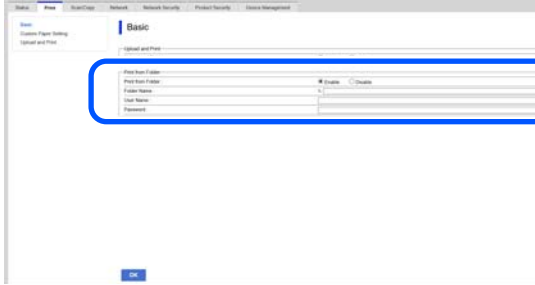 Status Print Scan/Copy Network Network Security Product Security Device Management
Basic
Custom Paper Setting
Upload and Print
Basic
Upload and Print
Print from Folder
Print from Folder : Enable Disable
Folder Name : \\
User Name :
Password :
OK